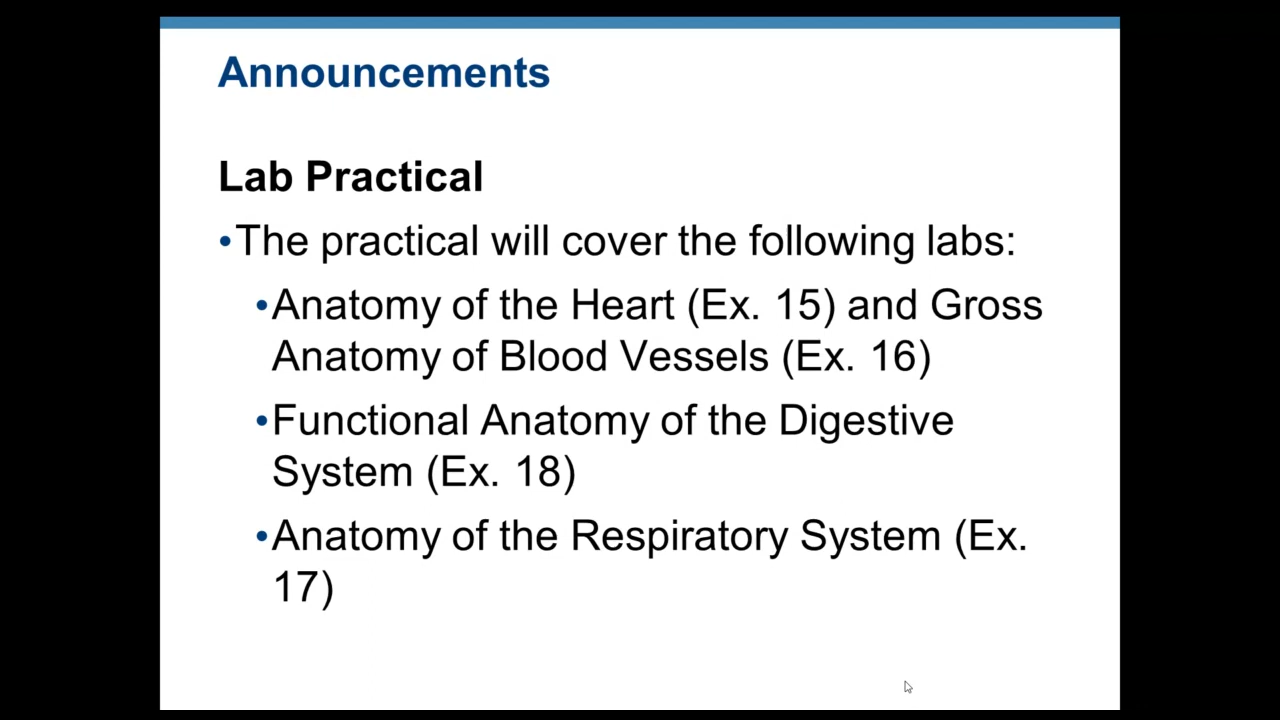 Announcements
Lab Practical
•The practical will cover the following labs:
•Anatomy of the Heart (Ex. 15) and Gross
Anatomy of Blood Vessels (Ex. 16)
•Functional Anatomy of the Digestive
System (Ex. 18)
•Anatomy of the Respiratory System (Ex.
17)